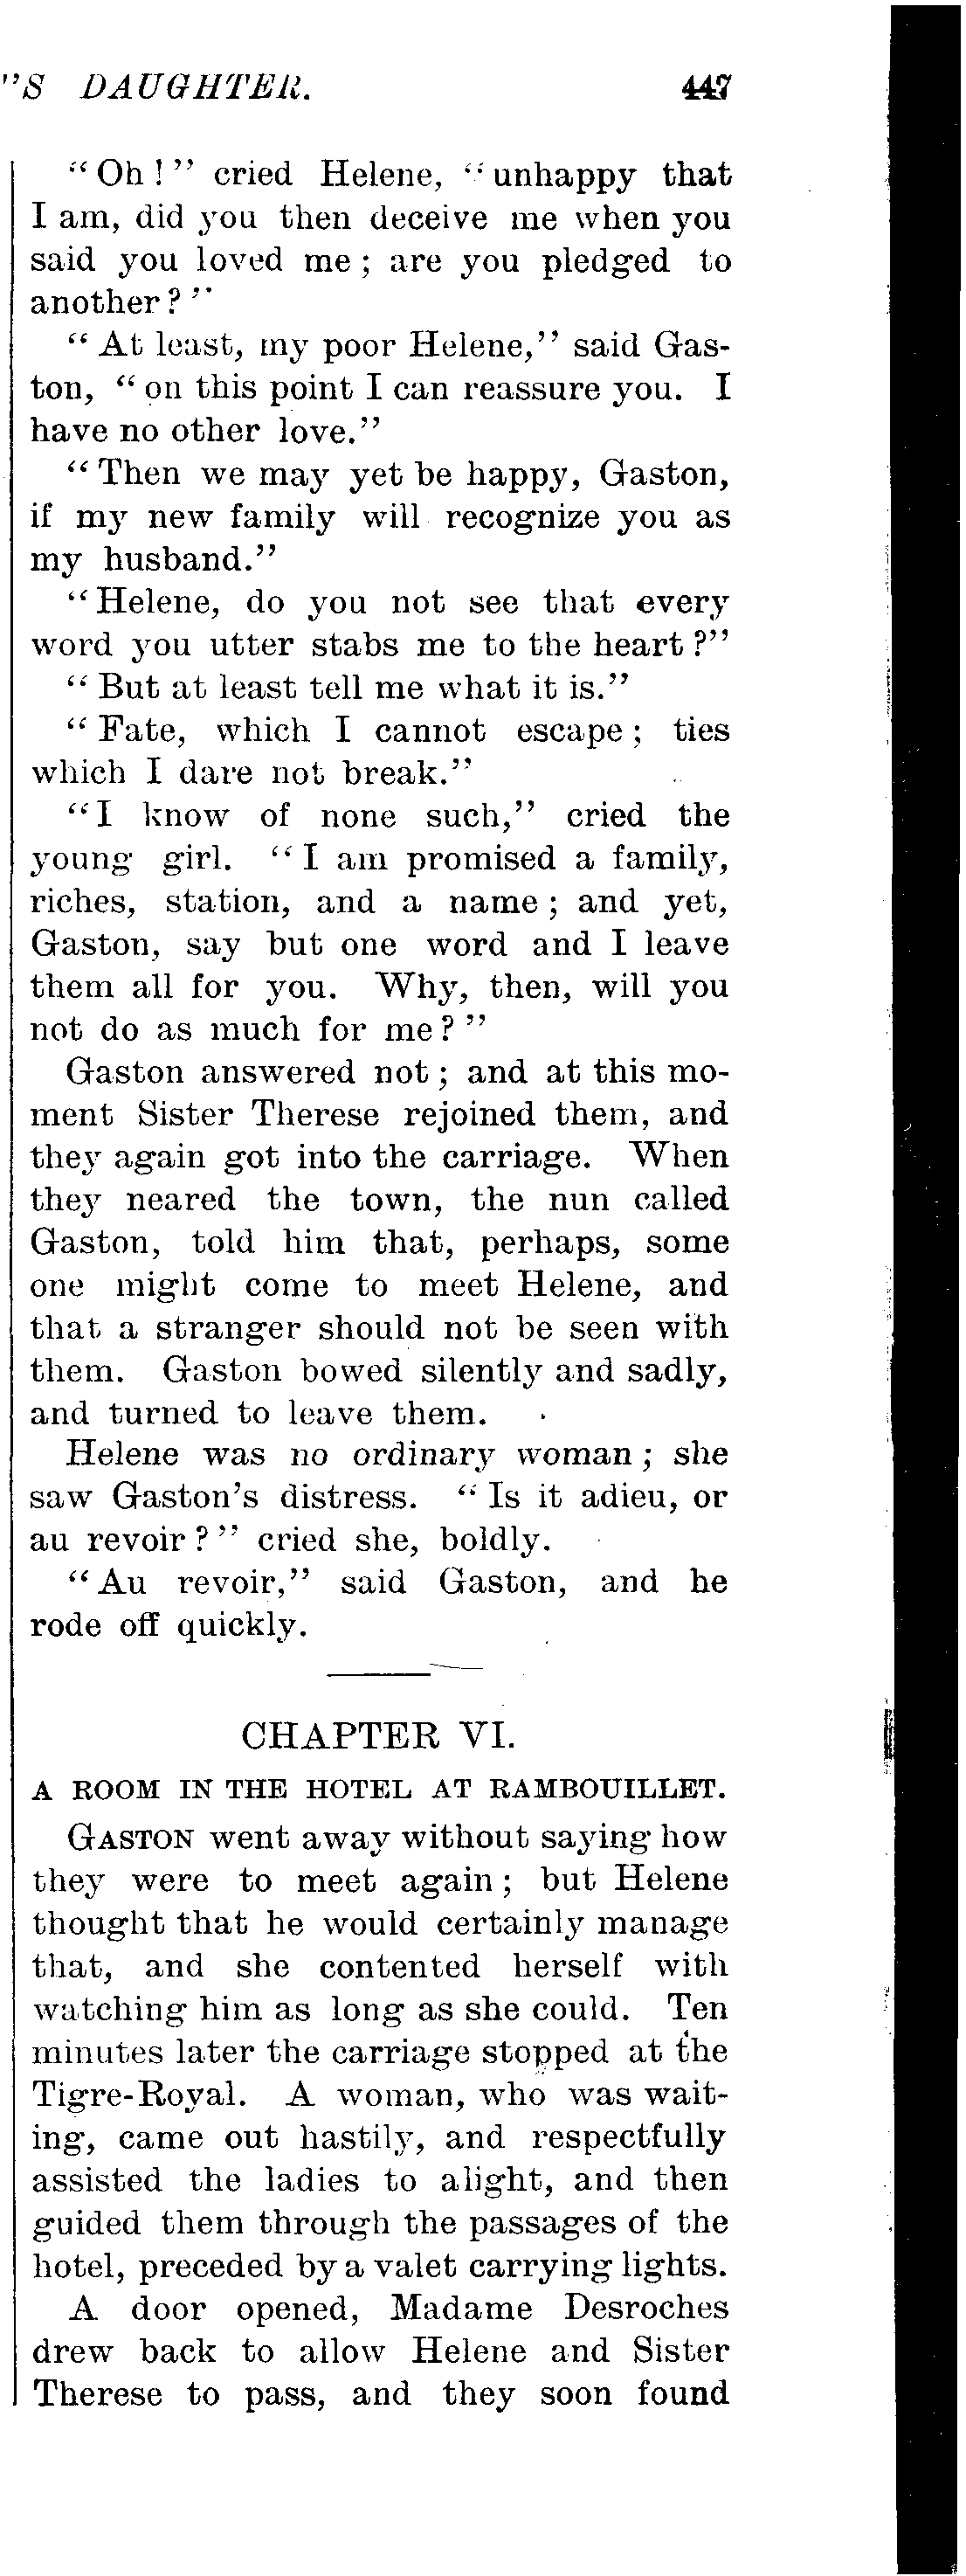 "S DAUGHTER. 447
"Oh!" cried Helene, "unhappy that
I am, did you then deceive me when you
said you loved me; are you pledged to
another?"
"At least, my poor Helene," said Gas-
ton, "on this point I can reassure you. I
have no other love."
"Then we may yet be happy, Gaston,
if my new family will recognize you as
my husband."
"Helene, do you not see that every
word you utter stabs me to the heart?"
"But at least tell me what it is."
"Fate, which I cannot escape; ties
which I dare not break."
"I know of none such," cried the
young girl. "I am promised a family,
riches, station, and a name; and yet,
Gaston, say but one word and I leave
them all for you. Why, then, will you
not do as much for me?"
Gaston answered not; and at this mo-
ment Sister Therese rejoined them, and
they again got into the carriage. When
they neared the town, the nun called
Gaston, told him that, perhaps, some
one might come to meet Helene, and
that a stranger should not be seen with
them. Gaston bowed silently and sadly,
and turned to leave them.
Helene was no ordinary woman; she
saw Gaston's distress. "Is it adieu, or
au revoir?" cried she, boldly.
"Au revoir," said Gaston, and he
rode off quickly.
CHAPTER VI.
A ROOM IN THE HOTEL AT RAMBOUILLET.
GASTON went away without saying how
they were to meet again; but Helene
thought that he would certainly manage
that, and she contented herself with
watching him as long as she could. Ten
minutes later the carriage stopped at the
Tigre-Royal. A woman, who was wait-
ing, came out hastily, and respectfully
assisted the ladies to alight, and then
guided them through the passages of the
hotel, preceded by a valet carrying lights.
A door opened, Madame Desroches
drew back to allow Helene and Sister
Therese to pass, and they soon found